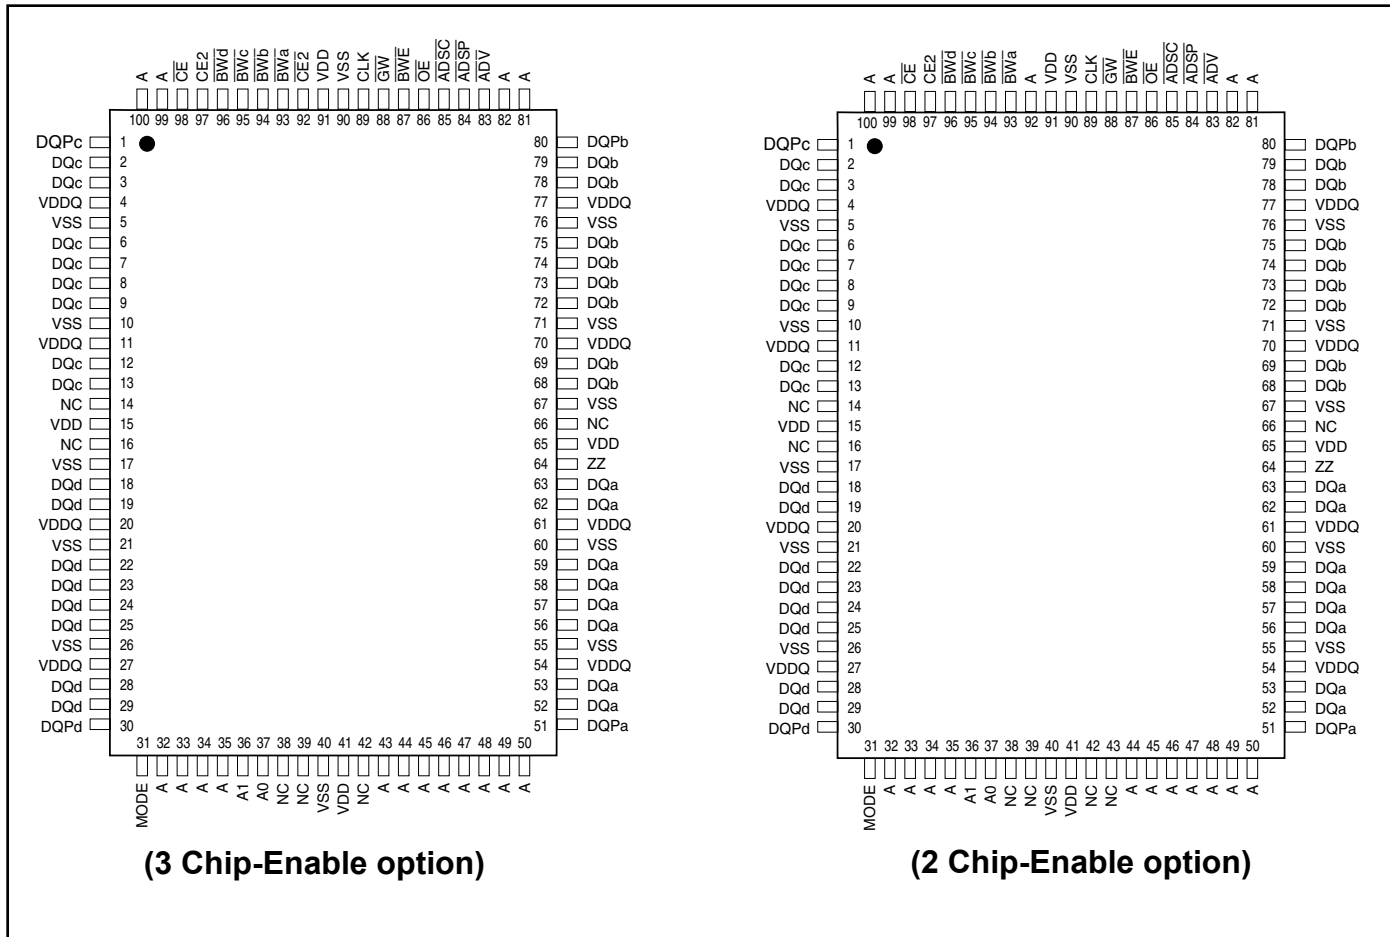 A A CE CE2 BWd BWc BWb BWa CE2 VDD VSS CLK GW BWE OE ADSC ADSP ADV A A
100 99 98 97 96 95 94 93 92 91 90 89 88 87 86 85 84 83 82 81
DQPc 1 80 DQPb
DQc 2 79 DQb
DQc 3 78 DQb
VDDQ 4 77 VDDQ
VSS 5 76 VSS
DQc 6 75 DQb
DQc 7 74 DQb
DQc 8 73 DQb
DQc 9 72 DQb
VSS 10 71 VSS
VDDQ 11 70 VDDQ
DQc 12 69 DQb
DQc 13 68 DQb
NC 14 67 VSS
VDD 15 66 NC
NC 16 65 VDD
VSS 17 64 ZZ
DQd 18 63 DQa
DQd 19 62 DQa
VDDQ 20 61 VDDQ
VSS 21 60 VSS
DQd 22 59 DQa
DQd 23 58 DQa
DQd 24 57 DQa
DQd 25 56 DQa
VSS 26 55 VSS
VDDQ 27 54 VDDQ
DQd 28 53 DQa
DQd 29 52 DQa
DQPd 30 51 DQPa
31 32 33 34 35 36 37 38 39 40 41 42 43 44 45 46 47 48 49 50
MODE A A A A A1 A0 NC NC VSS VDD NC A A A A A A A A
(3 Chip-Enable option)
A A CE CE2 BWd BWc BWb BWa A VDD VSS CLK GW BWE OE ADSC ADSP ADV A A
100 99 98 97 96 95 94 93 92 91 90 89 88 87 86 85 84 83 82 81
DQPc 1 80 DQPb
DQc 2 79 DQb
DQc 3 78 DQb
VDDQ 4 77 VDDQ
VSS 5 76 VSS
DQc 6 75 DQb
DQc 7 74 DQb
DQc 8 73 DQb
DQc 9 72 DQb
VSS 10 71 VSS
VDDQ 11 70 VDDQ
DQc 12 69 DQb
DQc 13 68 DQb
NC 14 67 VSS
VDD 15 66 NC
NC 16 65 VDD
VSS 17 64 ZZ
DQd 18 63 DQa
DQd 19 62 DQa
VDDQ 20 61 VDDQ
VSS 21 60 VSS
DQd 22 59 DQa
DQd 23 58 DQa
DQd 24 57 DQa
DQd 25 56 DQa
VSS 26 55 VSS
VDDQ 27 54 VDDQ
DQd 28 53 DQa
DQd 29 52 DQa
DQPd 30 51 DQPa
31 32 33 34 35 36 37 38 39 40 41 42 43 44 45 46 47 48 49 50
MODE A A A A A1 A0 NC NC VSS VDD NC NC A A A A A A A
(2 Chip-Enable option)